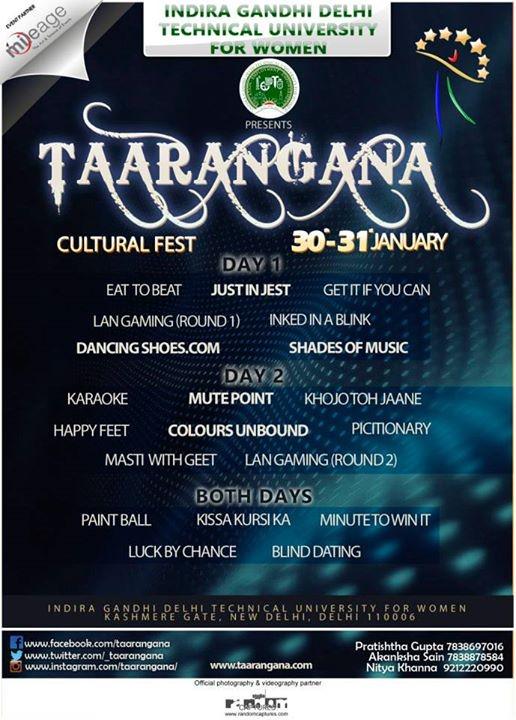 EVENT PARTNER
mileage
INDIRA GANDHI DELHI
TECHNICAL UNIVERSITY
FOR WOMEN
PRESENTS
TAARANGANA
CULTURAL FEST
30-31 JANUARY
DAY 1
EAT TO BEAT JUST IN JEST GET IT IF YOU CAN
LAN GAMING (ROUND 1) INKED IN A BLINK
DANCING SHOES.COM SHADES OF MUSIC
DAY 2
KARAOKE MUTE POINT KHOJO TOH JAANE
HAPPY FEET COLOURS UNBOUND PICITIONARY
MASTI WITH GEET LAN GAMING (ROUND 2)
BOTH DAYS
PAINT BALL KISSA KURSI KA MINUTE TO WIN IT
LUCK BY CHANCE BLIND DATING
INDIRA GANDHI DELHI TECHNICAL UNIVERSITY FOR WOMEN
KASHMERE GATE, NEW DELHI, DELHI 110006
www.facebook.com/taarangana
www.twitter.com/_taarangana
www.instagram.com/taarangana/
www.taarangana.com
Pratishtha Gupta 7838697016
Akanksha Sain 7838878584
Nitya Khanna 9212220990
Official photography & videography partner
random
CAPTURES
www.randomcaptures.com